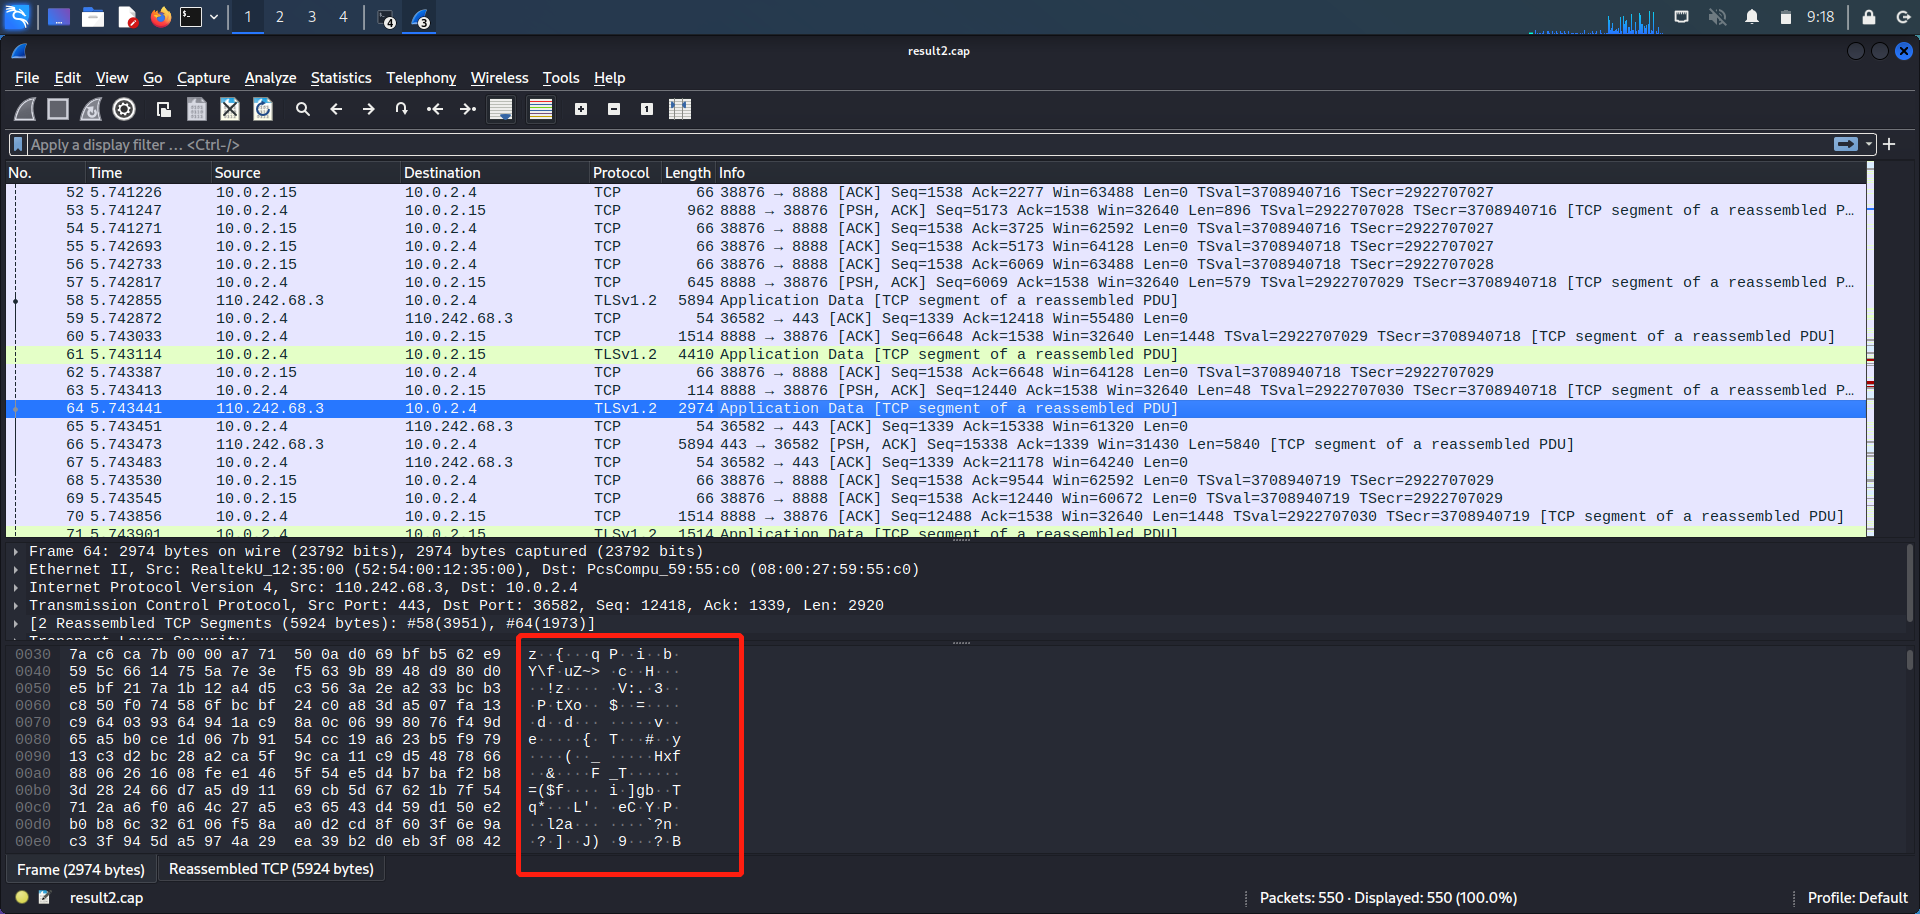 1 2 3 4 4 3 9:18
result2.cap
File Edit View Go Capture Analyze Statistics Telephony Wireless Tools Help
Apply a display filter … <Ctrl-/>
No. Time Source Destination Protocol Length Info
52 5.741226 10.0.2.15 10.0.2.4 TCP 66 38876 → 8888 [ACK] Seq=1538 Ack=2277 Win=63488 Len=0 TSval=3708940716 TSecr=2922707027
53 5.741247 10.0.2.4 10.0.2.15 TCP 962 8888 → 38876 [PSH, ACK] Seq=5173 Ack=1538 Win=32640 Len=896 TSval=2922707028 TSecr=3708940716 [TCP segment of a reassembled P…
54 5.741271 10.0.2.15 10.0.2.4 TCP 66 38876 → 8888 [ACK] Seq=1538 Ack=3725 Win=62592 Len=0 TSval=3708940716 TSecr=2922707027
55 5.742693 10.0.2.15 10.0.2.4 TCP 66 38876 → 8888 [ACK] Seq=1538 Ack=5173 Win=64128 Len=0 TSval=3708940718 TSecr=2922707027
56 5.742733 10.0.2.15 10.0.2.4 TCP 66 38876 → 8888 [ACK] Seq=1538 Ack=6069 Win=63488 Len=0 TSval=3708940718 TSecr=2922707028
57 5.742817 10.0.2.4 10.0.2.15 TCP 645 8888 → 38876 [PSH, ACK] Seq=6069 Ack=1538 Win=32640 Len=579 TSval=2922707029 TSecr=3708940718 [TCP segment of a reassembled P…
58 5.742855 110.242.68.3 10.0.2.4 TLSv1.2 5894 Application Data [TCP segment of a reassembled PDU]
59 5.742872 10.0.2.4 110.242.68.3 TCP 54 36582 → 443 [ACK] Seq=1339 Ack=12418 Win=55480 Len=0
60 5.743033 10.0.2.4 10.0.2.15 TCP 1514 8888 → 38876 [ACK] Seq=6648 Ack=1538 Win=32640 Len=1448 TSval=2922707029 TSecr=3708940718 [TCP segment of a reassembled PDU]
61 5.743114 10.0.2.4 10.0.2.15 TLSv1.2 4410 Application Data [TCP segment of a reassembled PDU]
62 5.743387 10.0.2.15 10.0.2.4 TCP 66 38876 → 8888 [ACK] Seq=1538 Ack=6648 Win=64128 Len=0 TSval=3708940718 TSecr=2922707029
63 5.743413 10.0.2.4 10.0.2.15 TCP 114 8888 → 38876 [PSH, ACK] Seq=12440 Ack=1538 Win=32640 Len=48 TSval=2922707030 TSecr=3708940718 [TCP segment of a reassembled P…
64 5.743441 110.242.68.3 10.0.2.4 TLSv1.2 2974 Application Data [TCP segment of a reassembled PDU]
65 5.743451 10.0.2.4 110.242.68.3 TCP 54 36582 → 443 [ACK] Seq=1339 Ack=15338 Win=61320 Len=0
66 5.743473 110.242.68.3 10.0.2.4 TCP 5894 443 → 36582 [PSH, ACK] Seq=15338 Ack=1339 Win=31430 Len=5840 [TCP segment of a reassembled PDU]
67 5.743483 10.0.2.4 110.242.68.3 TCP 54 36582 → 443 [ACK] Seq=1339 Ack=21178 Win=64240 Len=0
68 5.743530 10.0.2.15 10.0.2.4 TCP 66 38876 → 8888 [ACK] Seq=1538 Ack=9544 Win=62592 Len=0 TSval=3708940719 TSecr=2922707029
69 5.743545 10.0.2.15 10.0.2.4 TCP 66 38876 → 8888 [ACK] Seq=1538 Ack=12440 Win=60672 Len=0 TSval=3708940719 TSecr=2922707029
70 5.743856 10.0.2.4 10.0.2.15 TCP 1514 8888 → 38876 [ACK] Seq=12488 Ack=1538 Win=32640 Len=1448 TSval=2922707030 TSecr=3708940719 [TCP segment of a reassembled PDU]
71 5.743901 10.0.2.4 10.0.2.15 TLSv1.2 1514 Application Data [TCP segment of a reassembled PDU]
Frame 64: 2974 bytes on wire (23792 bits), 2974 bytes captured (23792 bits)
Ethernet II, Src: RealtekU_12:35:00 (52:54:00:12:35:00), Dst: PcsCompu_59:55:c0 (08:00:27:59:55:c0)
Internet Protocol Version 4, Src: 110.242.68.3, Dst: 10.0.2.4
Transmission Control Protocol, Src Port: 443, Dst Port: 36582, Seq: 12418, Ack: 1339, Len: 2920
[2 Reassembled TCP Segments (5924 bytes): #58(3951), #64(1973)]
Transport Layer Security
0030 7a c6 ca 7b 00 00 a7 71 50 0a d0 69 bf b5 62 e9 z··{···q P··i··b·
0040 59 5c 66 14 75 5a 7e 3e f5 63 9b 89 48 d9 80 d0 Y\f·uZ~> ·c··H···
0050 e5 bf 21 7a 1b 12 a4 d5 c3 56 3a 2e a2 33 bc b3 ··!z···· ·V:.·3··
0060 c8 50 f0 74 58 6f bc bf 24 c0 a8 3d a5 07 fa 13 ·P·tXo·· $··=····
0070 c9 64 03 93 64 94 1a c9 8a 0c 06 99 80 76 f4 9d ·d··d··· ·····v··
0080 65 a5 b0 ce 1d 06 7b 91 54 cc 19 a6 23 b5 f9 79 e·····{· T···#··y
0090 13 c3 d2 bc 28 a2 ca 5f 9c ca 11 c9 d5 48 78 66 ····(··_ ·····Hxf
00a0 88 06 26 16 08 fe e1 46 5f 54 e5 d4 b7 ba f2 b8 ··&····F _T······
00b0 3d 28 24 66 d7 a5 d9 11 69 cb 5d 67 62 1b 7f 54 =($f···· i·]gb··T
00c0 71 2a a6 f0 a6 4c 27 a5 e3 65 43 d4 59 d1 50 e2 q*···L'· ·eC·Y·P·
00d0 b0 b8 6c 32 61 06 f5 8a a0 d2 cd 8f 60 3f 6e 9a ··l2a··· ····`?n·
00e0 c3 3f 94 5d a5 97 4a 29 ea 39 b2 d0 eb 3f 08 42 ·?·]··J) ·9···?·B
Frame (2974 bytes) Reassembled TCP (5924 bytes)
result2.cap Packets: 550 · Displayed: 550 (100.0%) Profile: Default